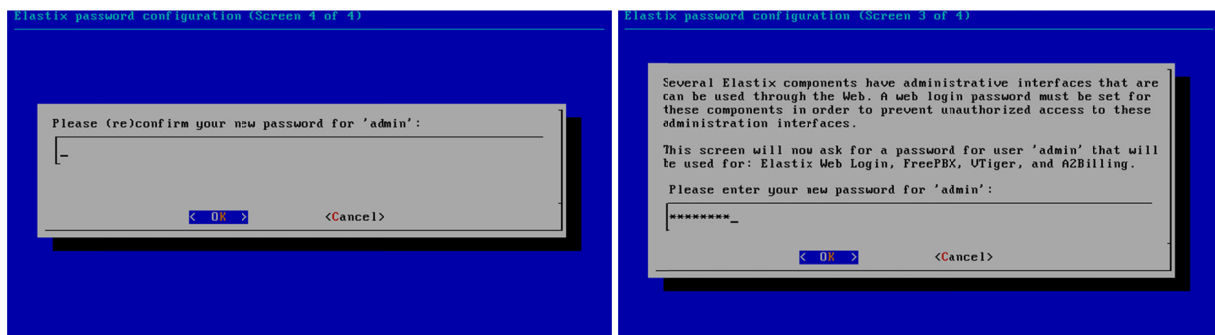 Elastix password configuration (Screen 4 of 4)
Please (re)confirm your new password for 'admin':
< OK >
<Cancel>
Elastix password configuration (Screen 3 of 4)
Several Elastix components have administrative interfaces that are
can be used through the Web. A web login password must be set for
these components in order to prevent unauthorized access to these
administration interfaces.
This screen will now ask for a password for user 'admin' that will
be used for: Elastix Web Login, FreePBX, VTiger, and A2Billing.
Please enter your new password for 'admin':
********_
< OK >
<Cancel>